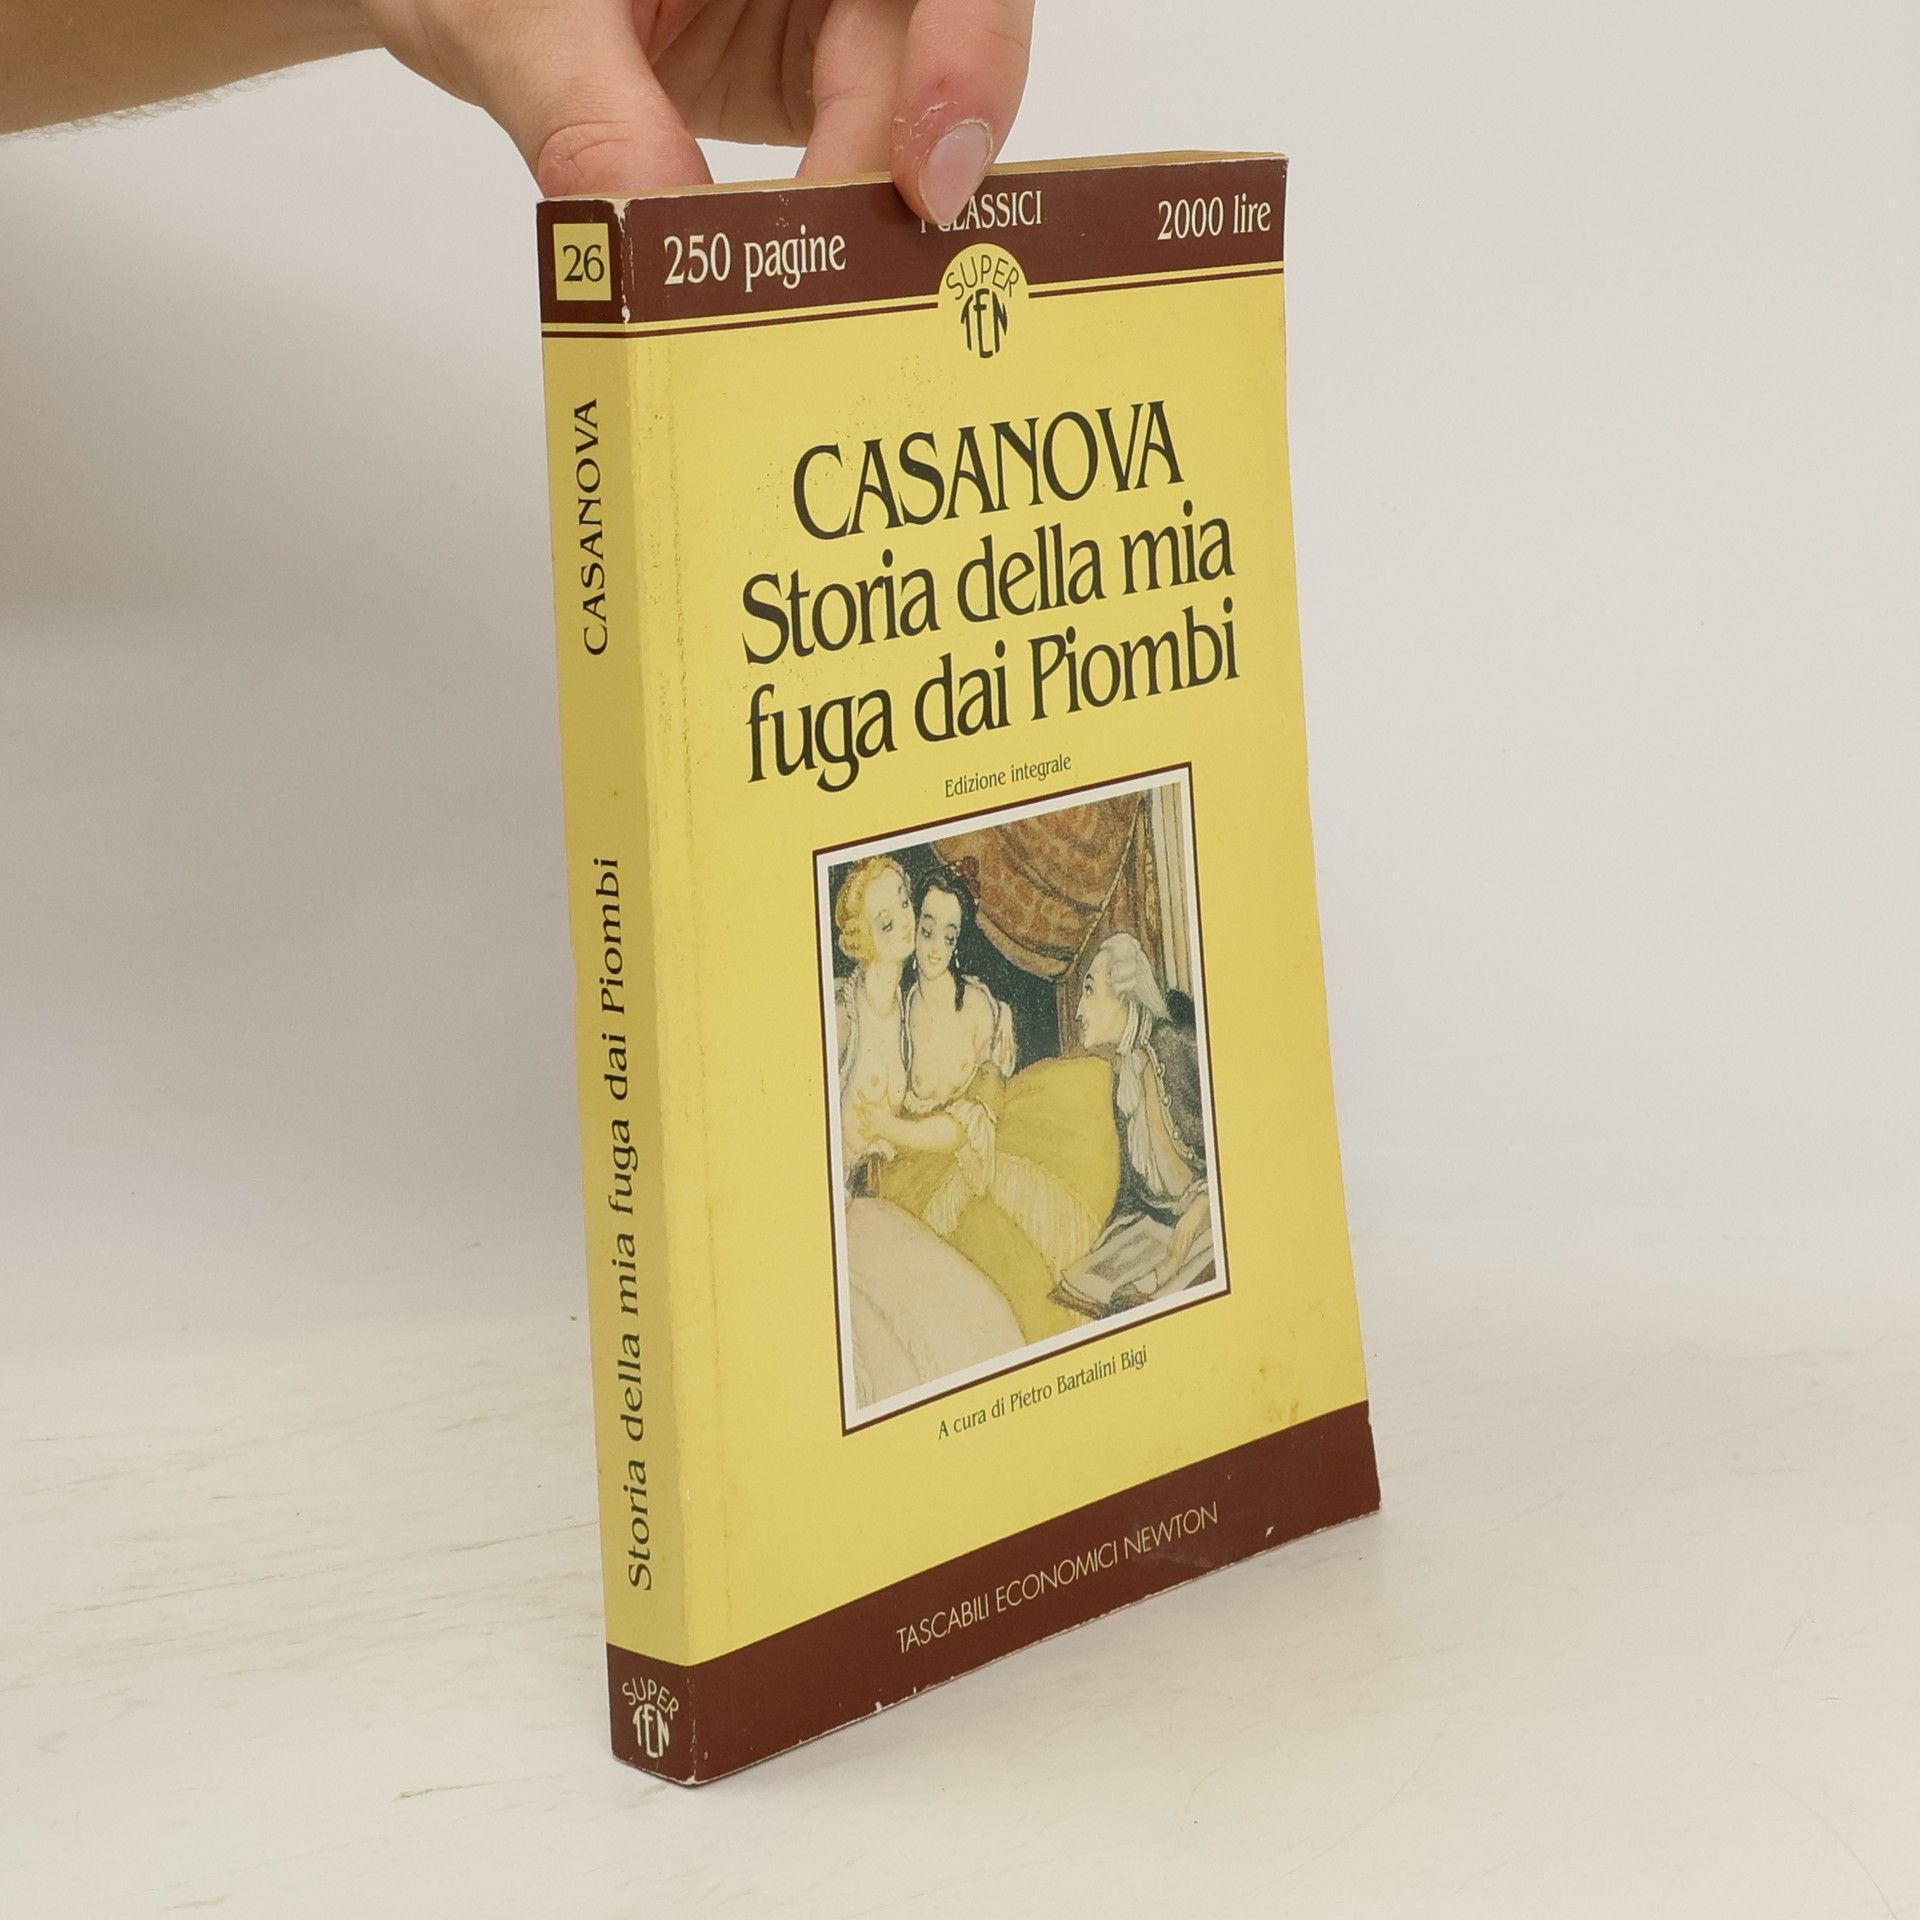 26
CASANOVA
Storia della mia fuga dai Piombi
SUPER
TEN
250 pagine
I CLASSICI
2000 lire
SUPER
TEN
CASANOVA
Storia della mia
fuga dai Piombi
Edizione integrale
A cura di Pietro Bartalini Bigi
TASCABILI ECONOMICI NEWTON